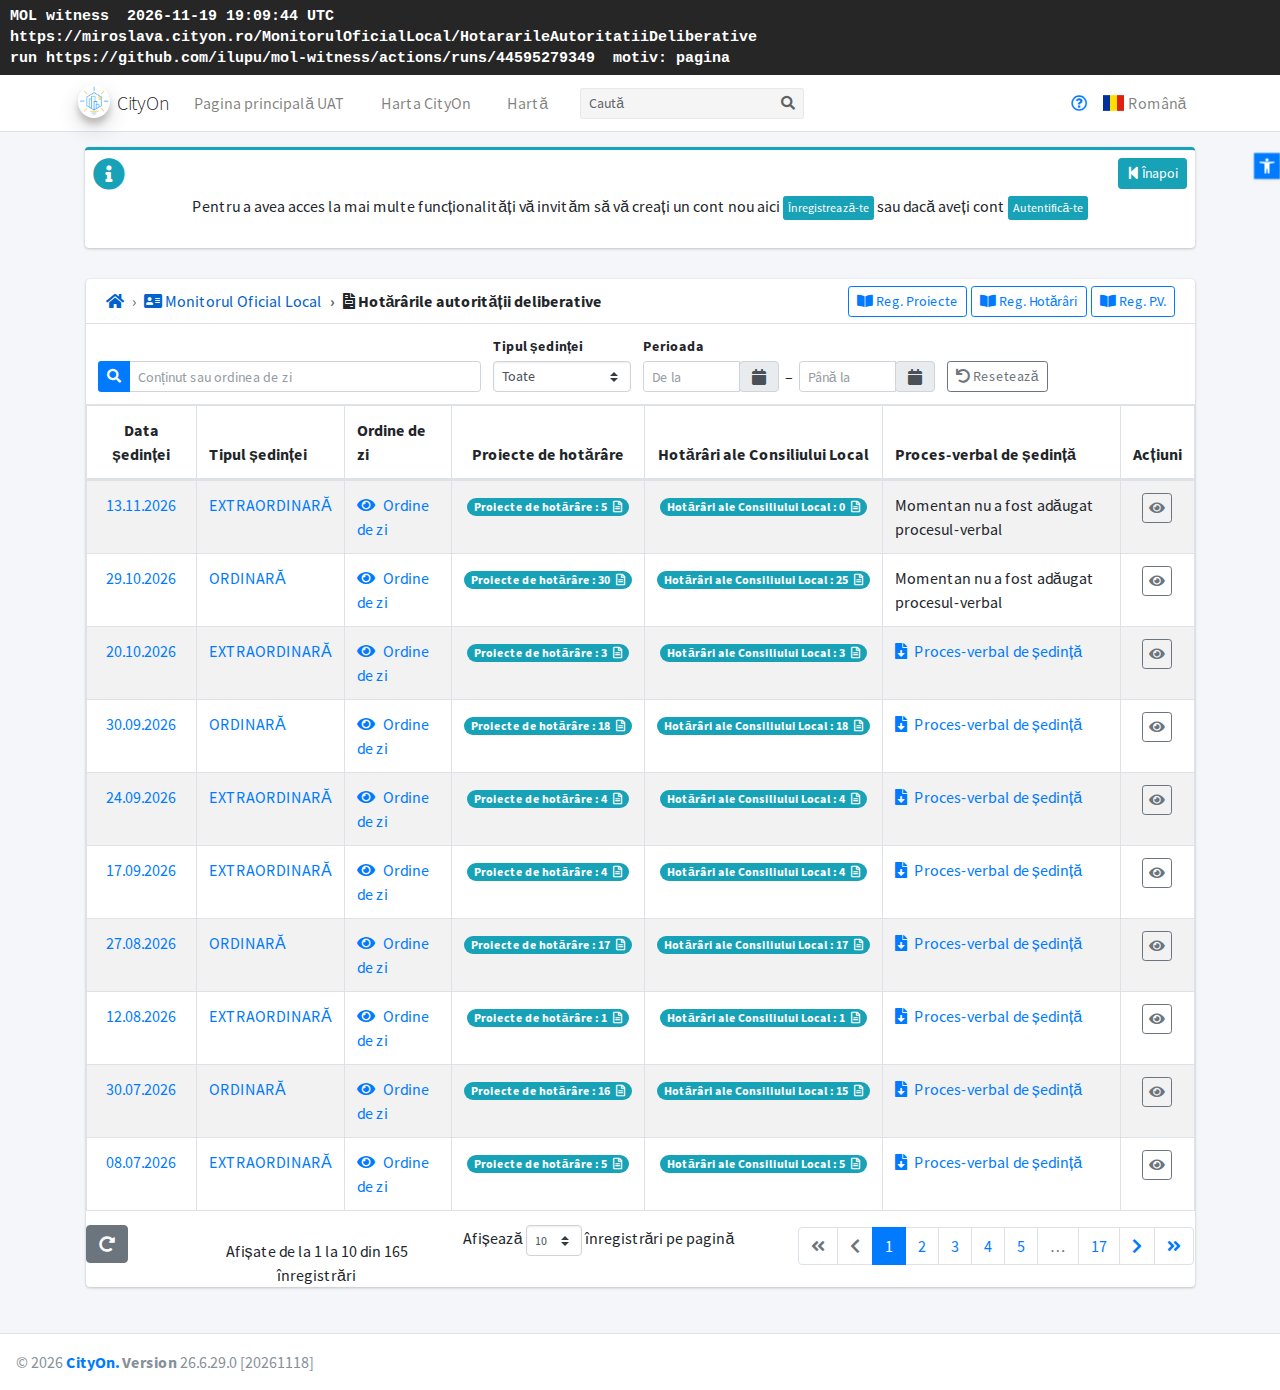 MOL witness  2026-11-19 19:09:44 UTC
https://miroslava.cityon.ro/MonitorulOficialLocal/HotararileAutoritatiiDeliberative
run https://github.com/ilupu/mol-witness/actions/runs/44595279349  motiv: pagina
CityOn Pagina principală UAT Harta CityOn Hartă Caută Română
Înapoi
Pentru a avea acces la mai multe funcționalități vă invităm să vă creați un cont nou aici Înregistrează-te sau dacă aveți cont Autentifică-te
› Monitorul Oficial Local › Hotărârile autorității deliberative Reg. Proiecte Reg. Hotărâri Reg. P.V.
Tipul ședinței Perioada
Conținut sau ordinea de zi Toate De la – Până la Resetează
Data ședinței Tipul ședinței Ordine de zi Proiecte de hotărâre Hotărâri ale Consiliului Local Proces-verbal de ședință Acțiuni
13.11.2026 EXTRAORDINARĂ Ordine de zi Proiecte de hotărâre : 5 Hotărâri ale Consiliului Local : 0 Momentan nu a fost adăugat procesul-verbal
29.10.2026 ORDINARĂ Ordine de zi Proiecte de hotărâre : 30 Hotărâri ale Consiliului Local : 25 Momentan nu a fost adăugat procesul-verbal
20.10.2026 EXTRAORDINARĂ Ordine de zi Proiecte de hotărâre : 3 Hotărâri ale Consiliului Local : 3 Proces-verbal de ședință
30.09.2026 ORDINARĂ Ordine de zi Proiecte de hotărâre : 18 Hotărâri ale Consiliului Local : 18 Proces-verbal de ședință
24.09.2026 EXTRAORDINARĂ Ordine de zi Proiecte de hotărâre : 4 Hotărâri ale Consiliului Local : 4 Proces-verbal de ședință
17.09.2026 EXTRAORDINARĂ Ordine de zi Proiecte de hotărâre : 4 Hotărâri ale Consiliului Local : 4 Proces-verbal de ședință
27.08.2026 ORDINARĂ Ordine de zi Proiecte de hotărâre : 17 Hotărâri ale Consiliului Local : 17 Proces-verbal de ședință
12.08.2026 EXTRAORDINARĂ Ordine de zi Proiecte de hotărâre : 1 Hotărâri ale Consiliului Local : 1 Proces-verbal de ședință
30.07.2026 ORDINARĂ Ordine de zi Proiecte de hotărâre : 16 Hotărâri ale Consiliului Local : 15 Proces-verbal de ședință
08.07.2026 EXTRAORDINARĂ Ordine de zi Proiecte de hotărâre : 5 Hotărâri ale Consiliului Local : 5 Proces-verbal de ședință
Afișate de la 1 la 10 din 165 înregistrări Afișează 10 înregistrări pe pagină 1 2 3 4 5 … 17
© 2026 CityOn. Version 26.6.29.0 [20261118]